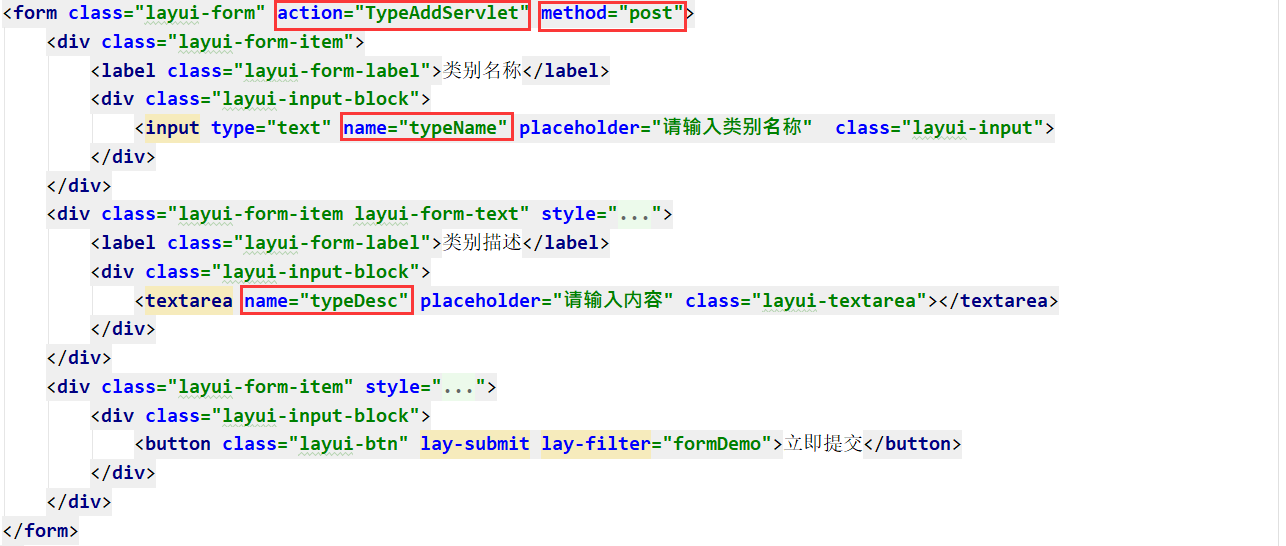 <form class="layui-form" action="TypeAddServlet" method="post">
<div class="layui-form-item">
<label class="layui-form-label">类别名称</label>
<div class="layui-input-block">
<input type="text" name="typeName" placeholder="请输入类别名称"  class="layui-input">
</div>
</div>
<div class="layui-form-item layui-form-text" style="...">
<label class="layui-form-label">类别描述</label>
<div class="layui-input-block">
<textarea name="typeDesc" placeholder="请输入内容" class="layui-textarea"></textarea>
</div>
</div>
<div class="layui-form-item" style="...">
<div class="layui-input-block">
<button class="layui-btn" lay-submit lay-filter="formDemo">立即提交</button>
</div>
</div>
</form>